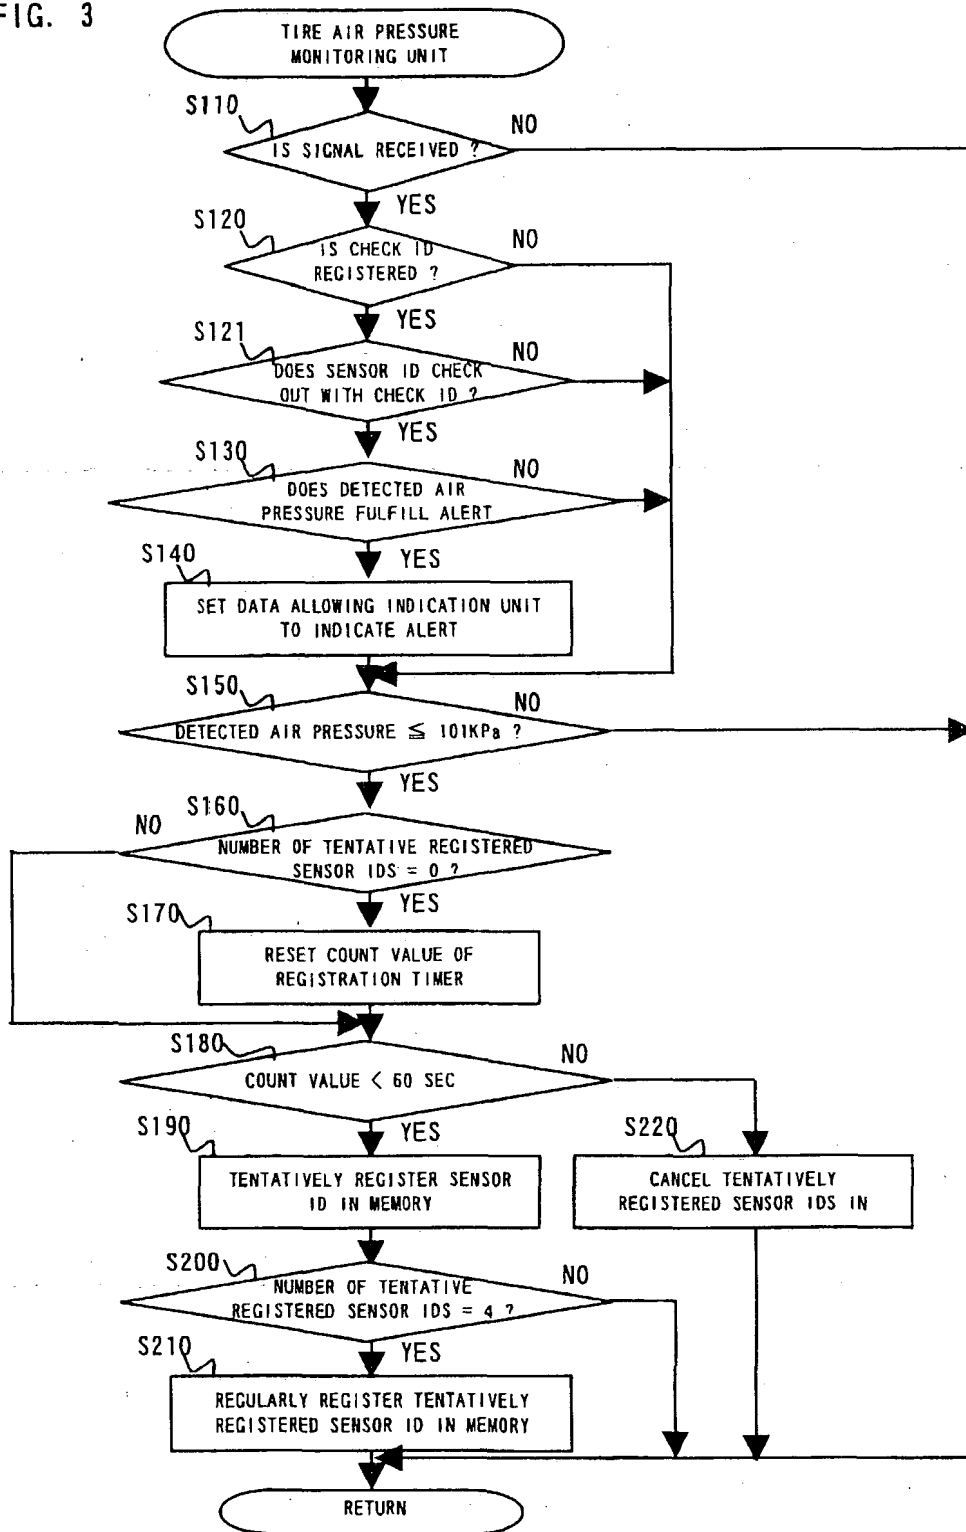 FIG. 3
TIRE AIR PRESSURE
MONITORING UNIT
S110
NO
IS SIGNAL RECEIVED ?
YES
S120
NO
IS CHECK ID
REGISTERED ?
YES
S121
NO
DOES SENSOR ID CHECK
OUT WITH CHECK ID ?
YES
S130
NO
DOES DETECTED AIR
PRESSURE FULFILL ALERT
YES
S140
SET DATA ALLOWING INDICATION UNIT
TO INDICATE ALERT
S150
NO
DETECTED AIR PRESSURE ≦ 101KPa ?
YES
S160
NO
NUMBER OF TENTATIVE REGISTERED
SENSOR IDS = 0 ?
YES
S170
RESET COUNT VALUE OF
REGISTRATION TIMER
S180
NO
COUNT VALUE < 60 SEC
YES
S190
S220
TENTATIVELY REGISTER SENSOR
ID IN MEMORY
CANCEL TENTATIVELY
REGISTERED SENSOR IDS IN
S200
NO
NUMBER OF TENTATIVE
REGISTERED SENSOR IDS = 4 ?
YES
S210
REGULARLY REGISTER TENTATIVELY
REGISTERED SENSOR ID IN MEMORY
RETURN